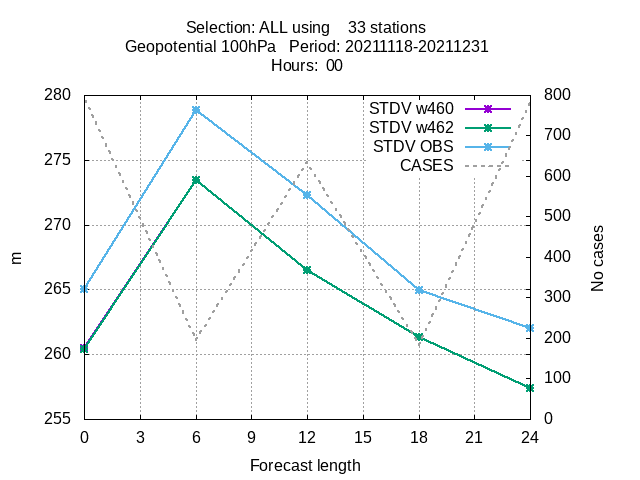 Selection: ALL using    33 stations
Geopotential 100hPa   Period: 20211118-20211231
Hours:  00
280
275
270
265
260
255
m
800
700
600
500
400
300
200
100
0
No cases
STDV w460
STDV w462
STDV OBS
CASES
0 3 6 9 12 15 18 21 24
Forecast length